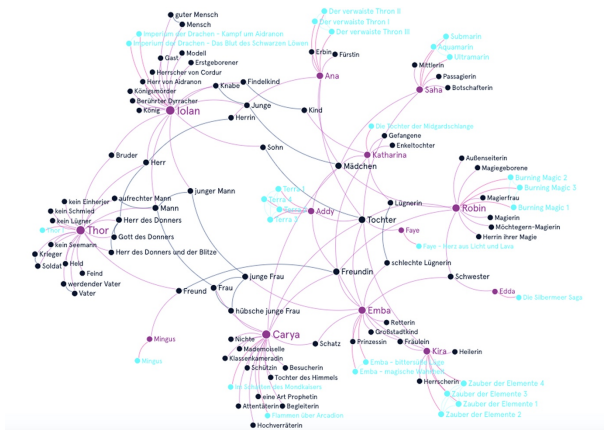 guter Mensch
Mensch
Imperium der Drachen - Kampf um Aidranon
Imperium der Drachen - Das Blut des Schwarzen Löwen
Modell
Gast
Erstgeborener
Herrscher von Cordur
Herr von Aidranon
Königsmörder
Knabe
Findelkind
Berührter Dyrracher
Junge
König
Iolan
Herrin
Kind
Der verwaiste Thron II
Der verwaiste Thron I
Der verwaiste Thron III
Erbin
Fürstin
Ana
Submarin
Aquamarin
Ultramarin
Mittlerin
Passagierin
Botschafterin
Saha
Die Tochter der Midgardschlange
Gefangene
Enkeltochter
Katharina
Sohn
Bruder
Herr
Mädchen
Außenseiterin
Magiegeborene
Burning Magic 2
Burning Magic 3
Magierfrau
Burning Magic 1
Robin
Magierin
Möchtegern-Magierin
Herrin ihrer Magie
junger Mann
kein Einherjer
aufrechter Mann
kein Schmied
Mann
kein Lügner
Herr des Donners
Thor
Gott des Donners
kein Seemann
Herr des Donners und der Blitze
Krieger
Soldat
Held
Feind
werdender Vater
Vater
Addy
Lügnerin
Tochter
Faye
Faye - Herz aus Licht und Lava
schlechte Lügnerin
Freundin
Schwester
Edda
Die Silbermeer Saga
Freund
Frau
junge Frau
hübsche junge Frau
Mingus
Mingus
Emba
Retterin
Großstadtkind
Prinzessin
Fräulein
Kira
Heilerin
Emba - magische Wahrheit
Herrscherin
Zauber der Elemente 4
Zauber der Elemente 3
Zauber der Elemente 1
Zauber der Elemente 2
Carya
Nichte
Schatz
Mademoiselle
Klassenkameradin
Schützin
Besucherin
Tochter des Himmels
Im Schatten des Mondkaisers
eine Art Prophetin
Attentäterin
Begleiterin
Flammen über Arcadion
Hochverräterin